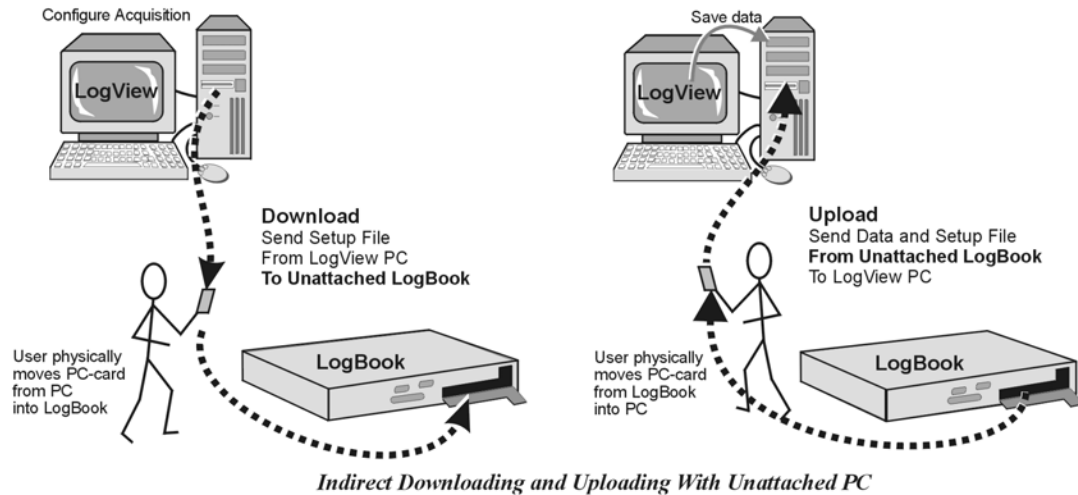 Configure Acquisition
LogView
Download
Send Setup File
From LogView PC
To Unattached LogBook
User physically
moves PC-card
from PC
into LogBook
LogBook
Save data
LogView
Upload
Send Data and Setup File
From Unattached LogBook
To LogView PC
User physically
moves PC-card
from LogBook
into PC
LogBook
Indirect Downloading and Uploading With Unattached PC